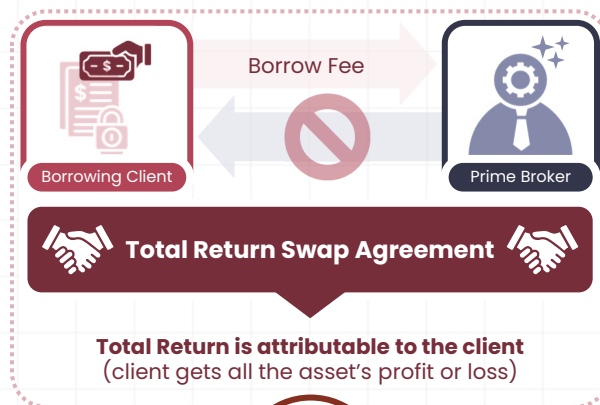 $
$
Borrow Fee
Borrowing Client
Prime Broker
Total Return Swap Agreement
Total Return is attributable to the client
(client gets all the asset's profit or loss)